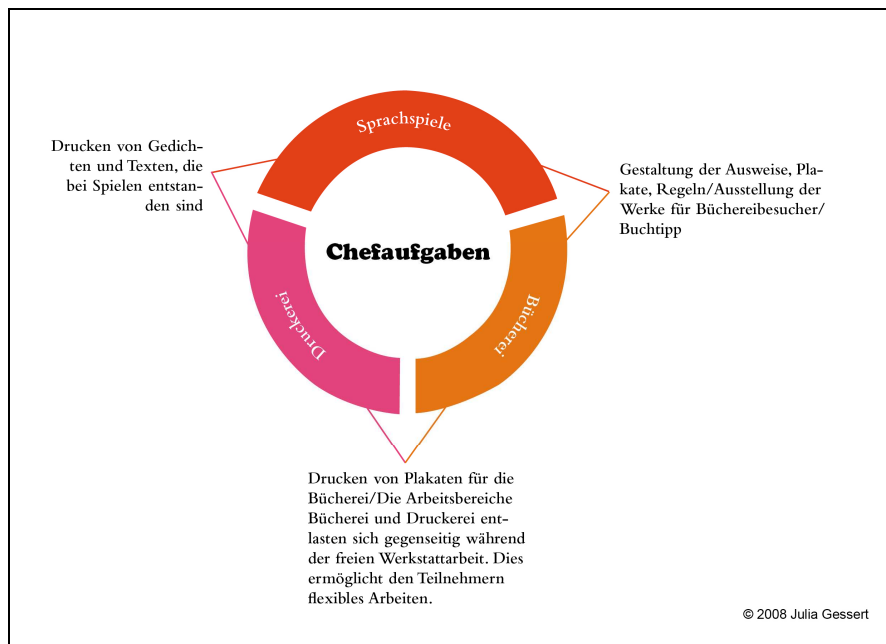 Sprachspiele
Drucken von Gedich-
ten und Texten, die
bei Spielen entstan-
den sind
Gestaltung der Ausweise, Pla-
kate, Regeln/Ausstellung der
Werke für Büchereibesucher/
Buchtipp
Chefaufgaben
Druckerei
Bücherei
Drucken von Plakaten für die
Bücherei/Die Arbeitsbereiche
Bücherei und Druckerei ent-
lasten sich gegenseitig während
der freien Werkstattarbeit. Dies
ermöglicht den Teilnehmern
flexibles Arbeiten.
© 2008 Julia Gessert